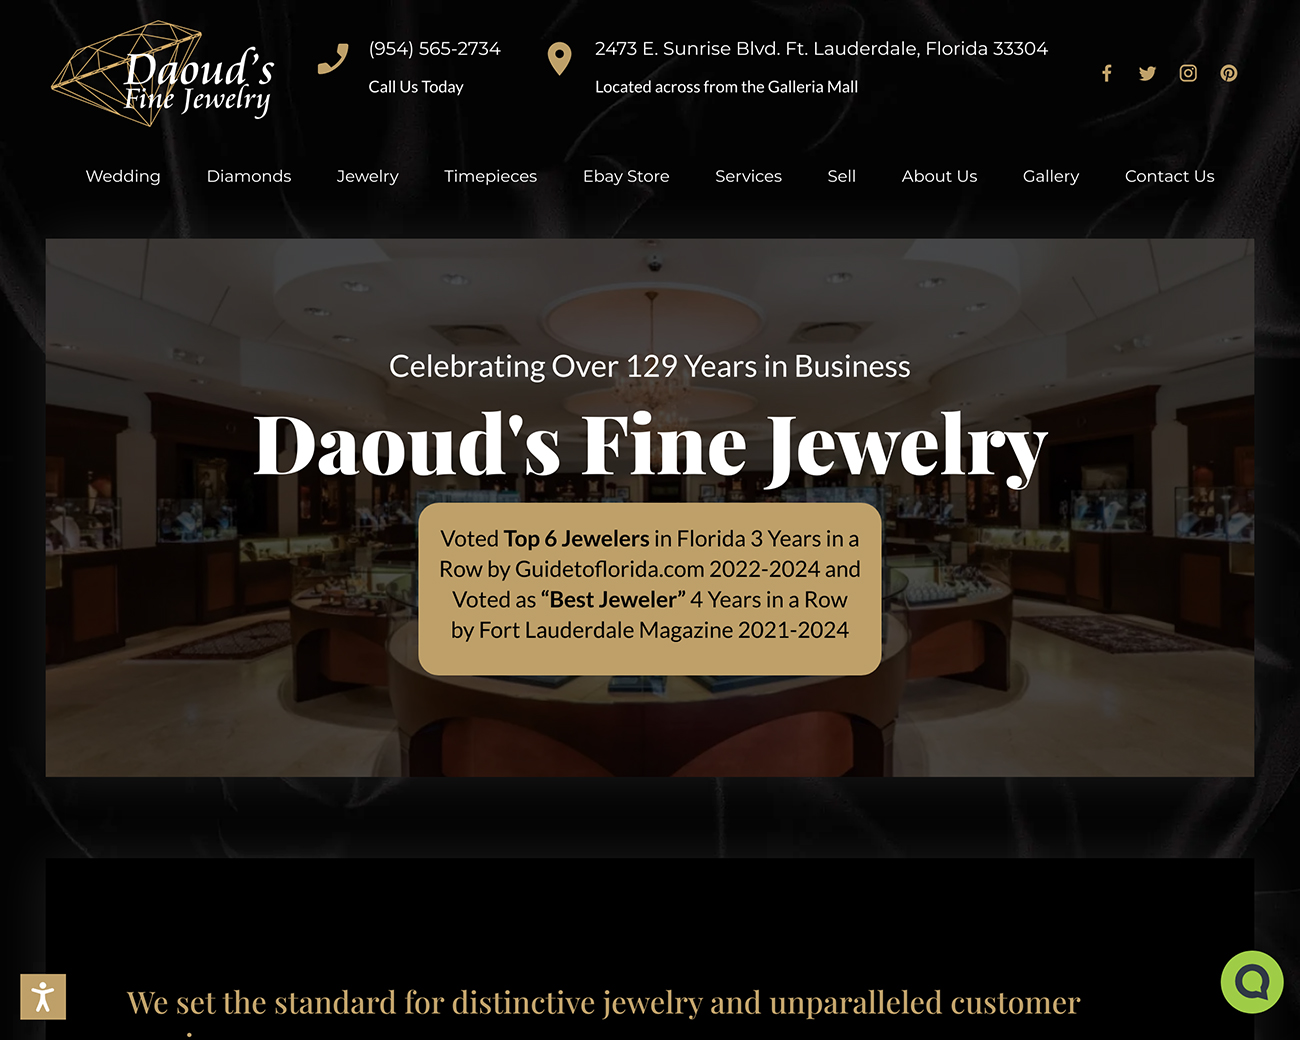 Daoud's
Fine Jewelry
(954) 565-2734
Call Us Today
2473 E. Sunrise Blvd. Ft. Lauderdale, Florida 33304
Located across from the Galleria Mall
Wedding Diamonds Jewelry Timepieces Ebay Store Services Sell About Us Gallery Contact Us
Celebrating Over 129 Years in Business
Daoud's Fine Jewelry
Voted Top 6 Jewelers in Florida 3 Years in a
Row by Guidetoflorida.com 2022-2024 and
Voted as “Best Jeweler” 4 Years in a Row
by Fort Lauderdale Magazine 2021-2024
We set the standard for distinctive jewelry and unparalleled customer